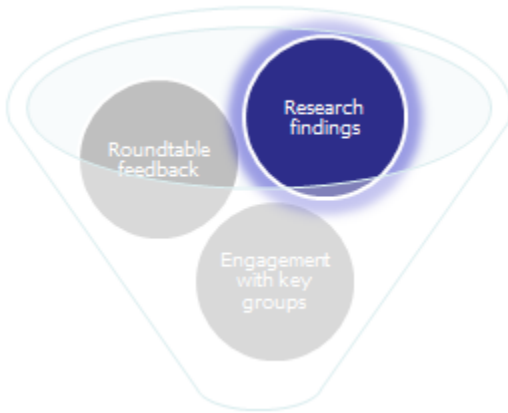 Research
findings
Roundtable
feedback
Engagement
with key
groups